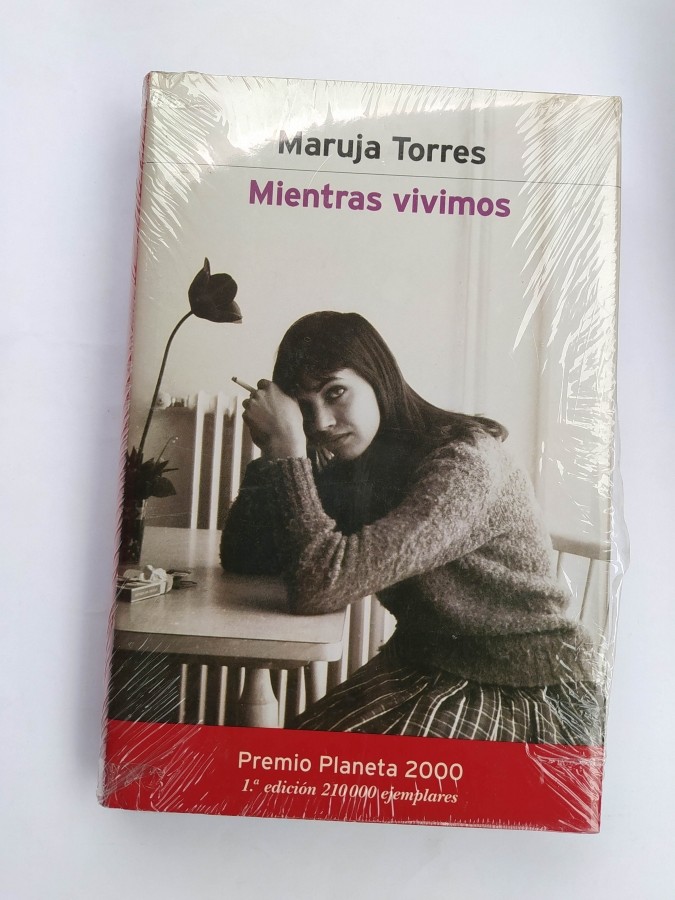 Maruja Torres
Mientras vivimos
Premio Planeta 2000
1.ª edición 210 000 ejemplares